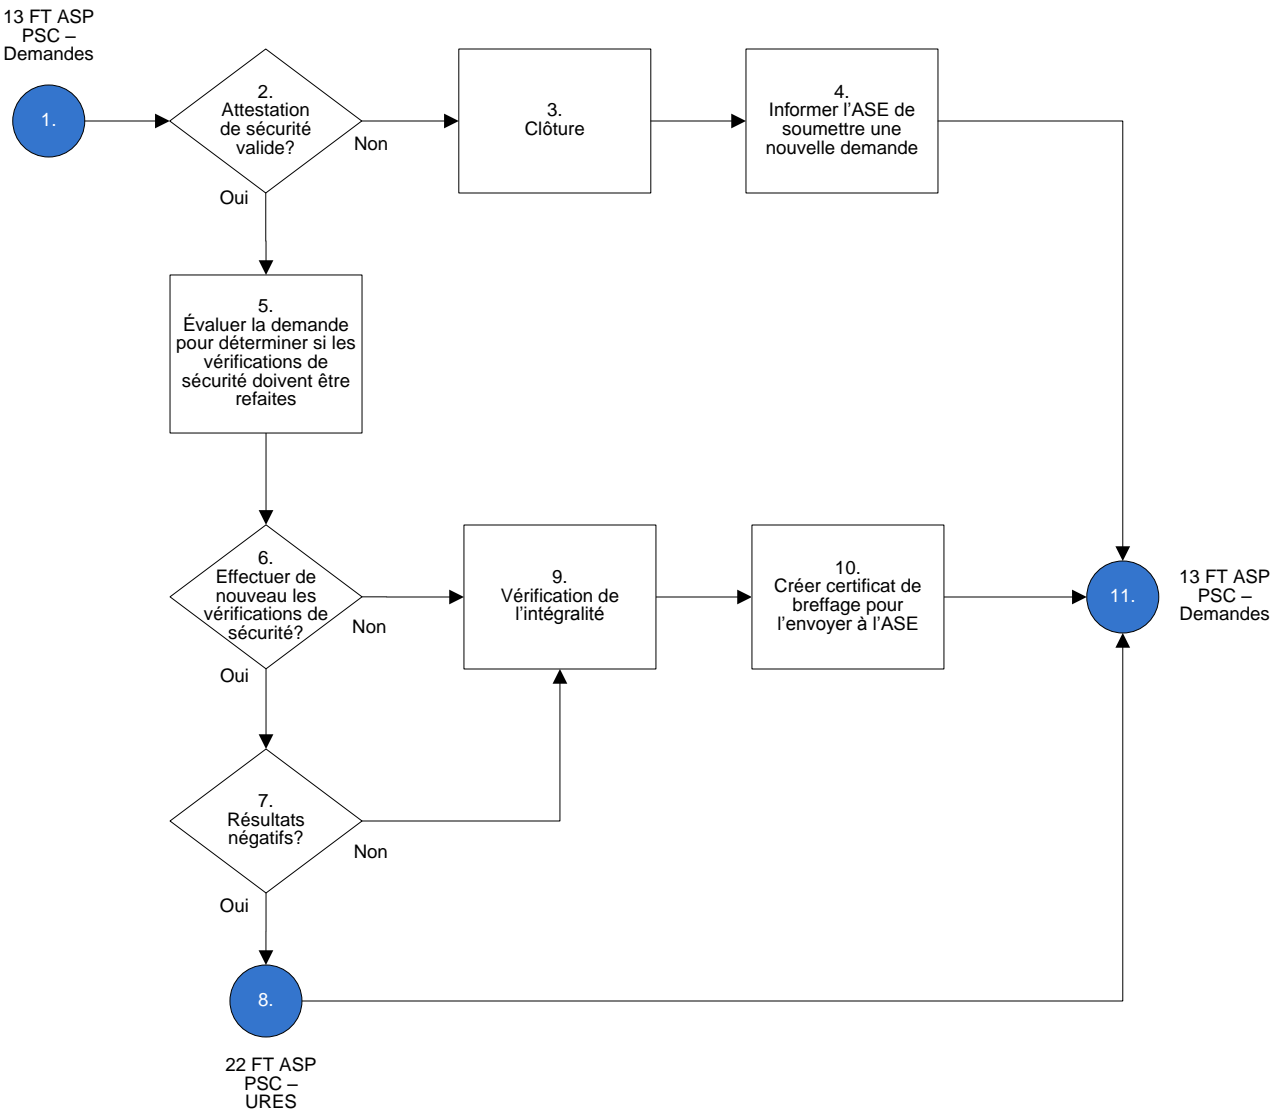 13 FT ASP
PSC –
Demandes
1.
2.
Attestation
de sécurité
valide?
Non
Oui
3.
Clôture
4.
Informer l’ASE de
soumettre une
nouvelle demande
5.
Évaluer la demande
pour déterminer si les
vérifications de
sécurité doivent être
refaites
6.
Effectuer de
nouveau les
vérifications de
sécurité?
Non
Oui
9.
Vérification de
l’intégralité
10.
Créer certificat de
breffage pour
l’envoyer à l’ASE
11.
13 FT ASP
PSC –
Demandes
7.
Résultats
négatifs?
Non
Oui
8.
22 FT ASP
PSC –
URES